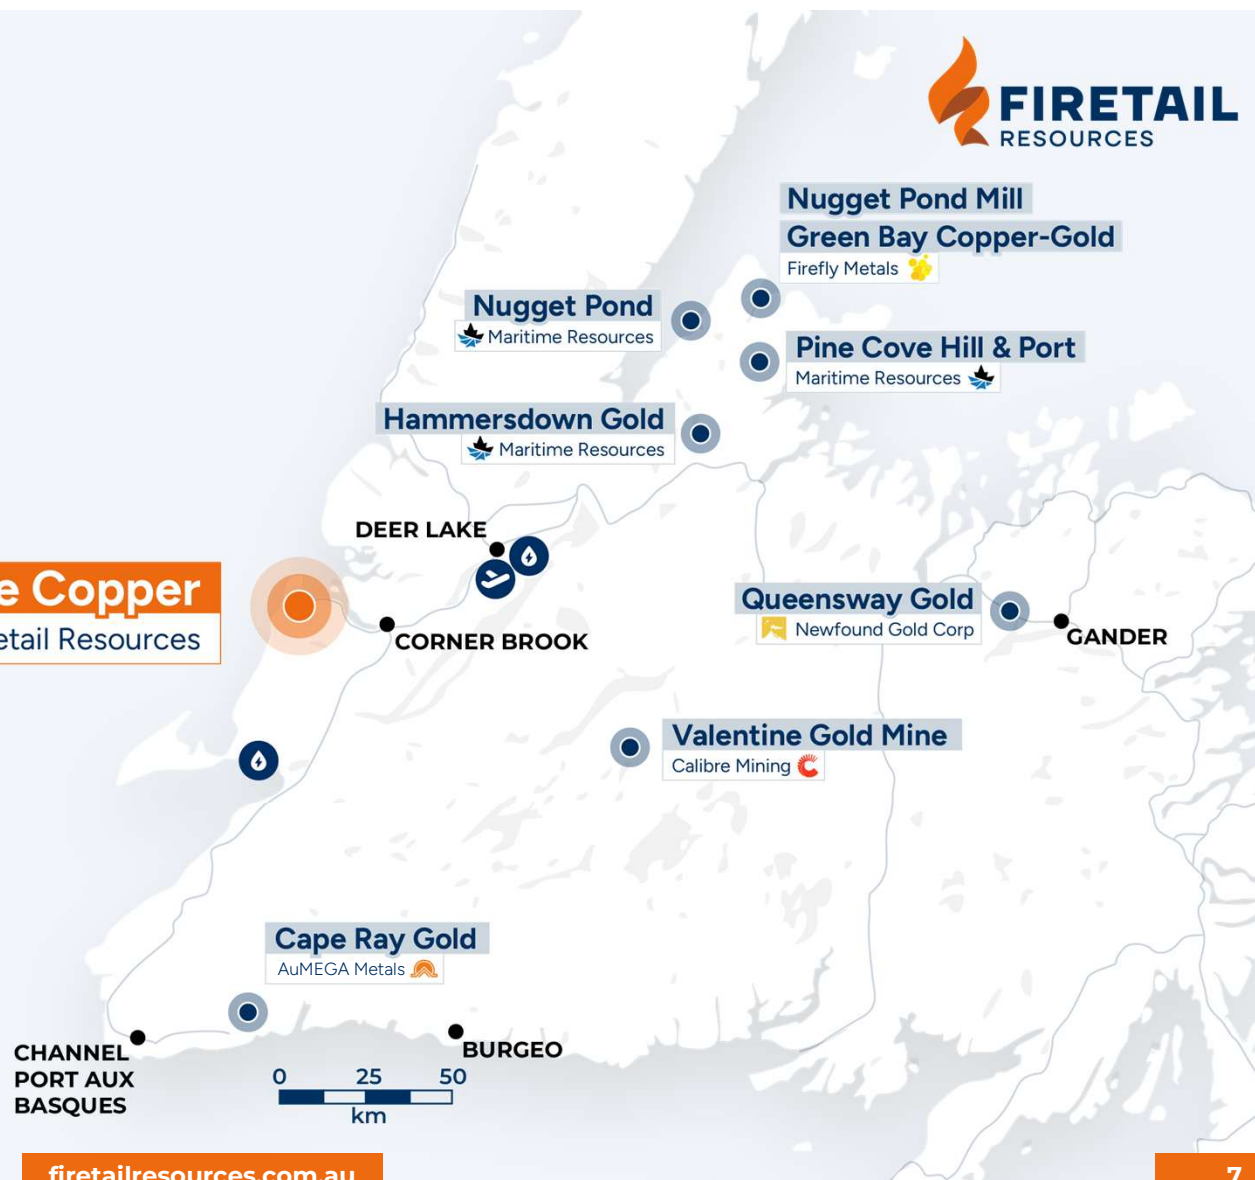 FIRETAIL
RESOURCES
Nugget Pond Mill
Green Bay Copper-Gold
Firefly Metals
Nugget Pond
Maritime Resources
Pine Cove Hill & Port
Maritime Resources
Hammersdown Gold
Maritime Resources
DEER LAKE
e Copper
etail Resources
CORNER BROOK
Queensway Gold
Newfound Gold Corp
GANDER
Valentine Gold Mine
Calibre Mining
Cape Ray Gold
AuMEGA Metals
CHANNEL
PORT AUX
BASQUES
BURGEO
0 25 50
km
firetailresources.com.au
7